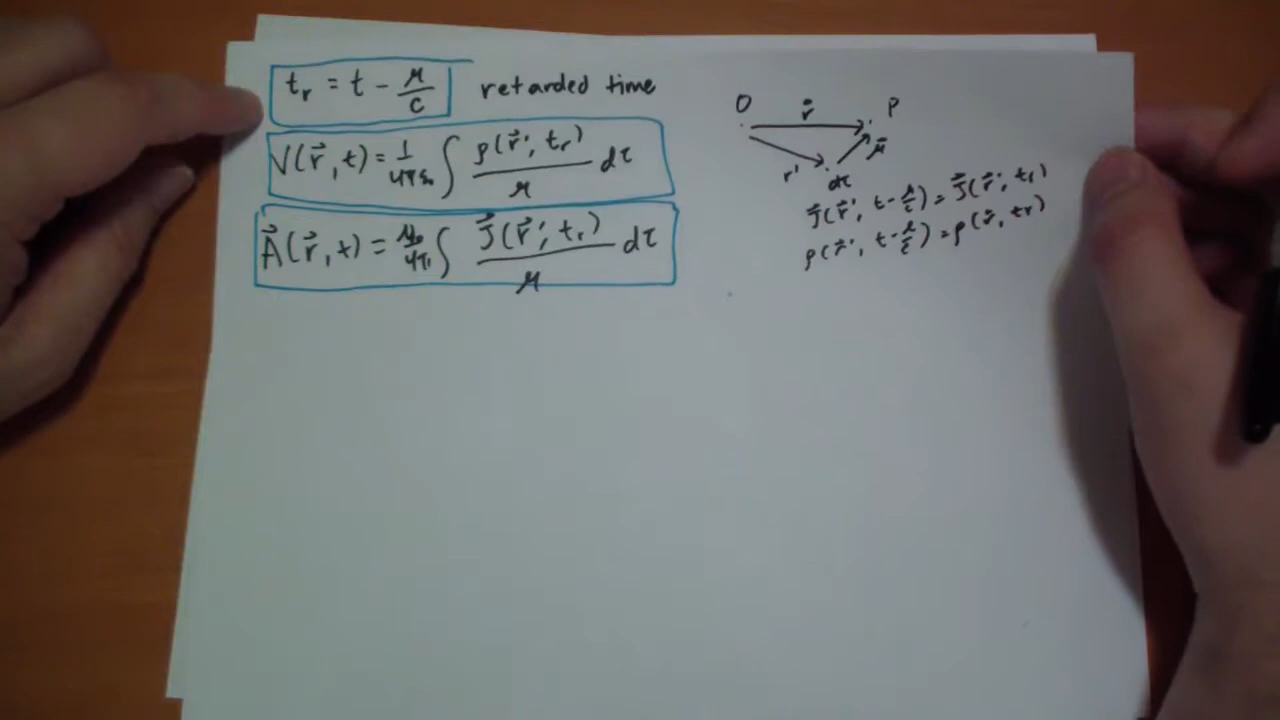 t_r = t - 𝓇/c retarded time
V(r⃗, t) = 1/4πε₀ ∫ ρ(r⃗', t_r)/𝓇 dτ
A⃗(r⃗, t) = μ₀/4π ∫ J⃗(r⃗', t_r)/𝓇 dτ
O r⃗ P
r' dτ 𝓇⃗
J⃗(r⃗', t - 𝓇/c) = J⃗(r⃗', t_r)
ρ(r⃗', t - 𝓇/c) = ρ(r⃗, t_r)